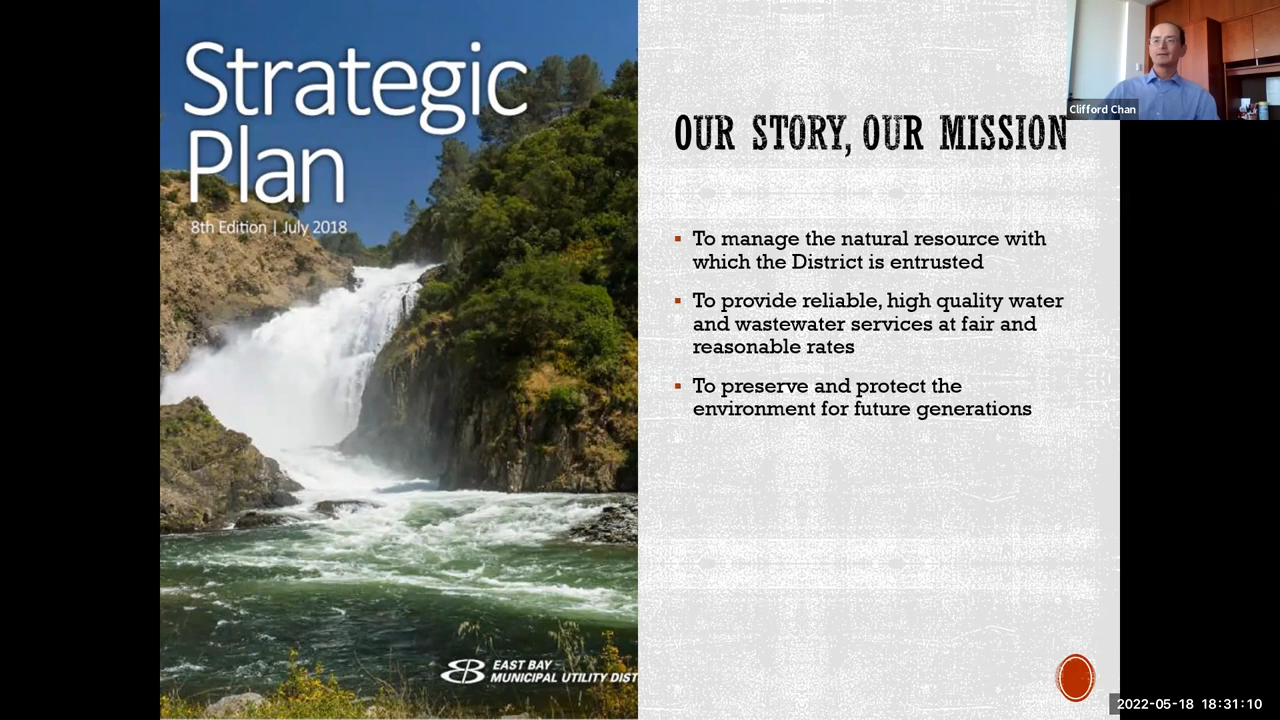 Strategic
Plan
8th Edition | July 2018
EAST BAY
MUNICIPAL UTILITY DIST
OUR STORY, OUR MISSION
▪ To manage the natural resource with
which the District is entrusted
▪ To provide reliable, high quality water
and wastewater services at fair and
reasonable rates
▪ To preserve and protect the
environment for future generations
Clifford Chan
2022-05-18 18:31:10